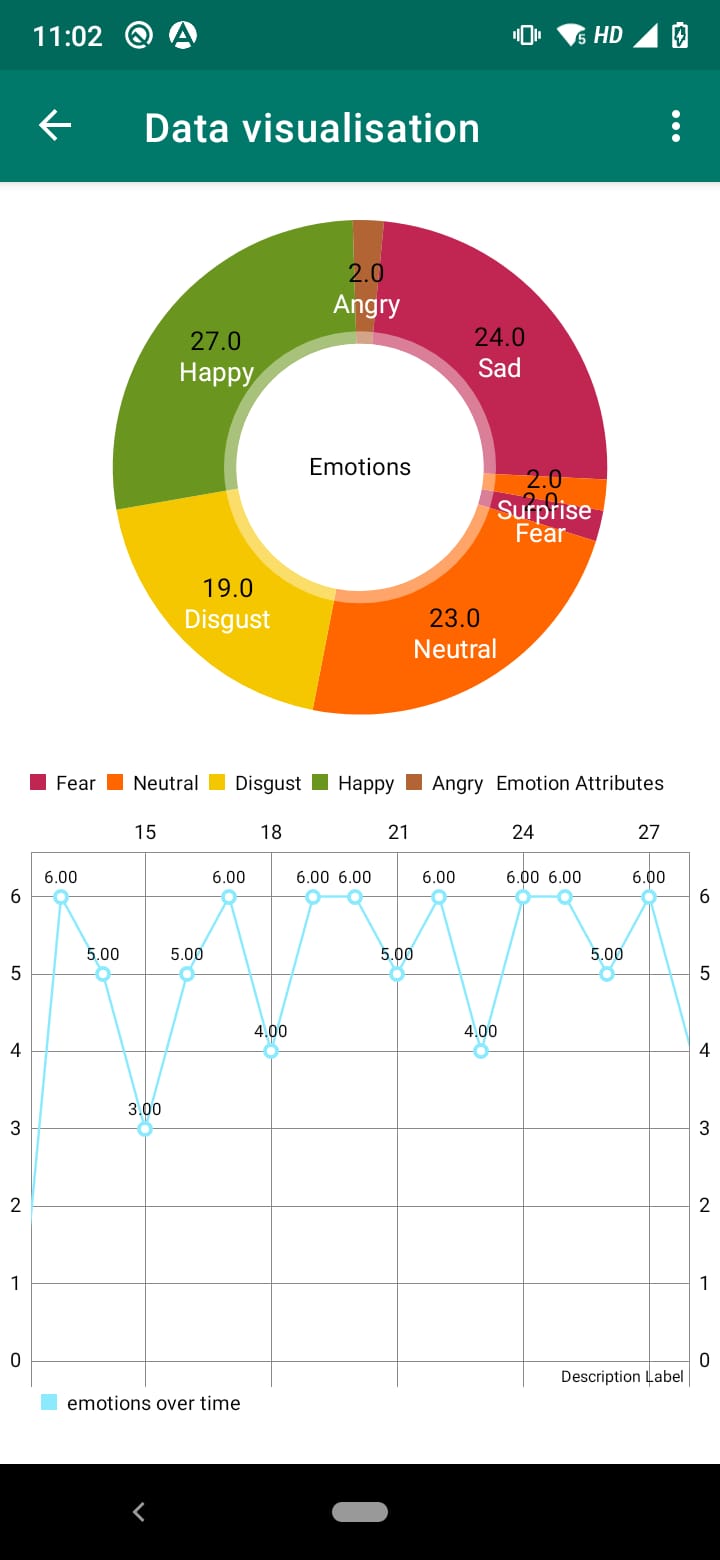 11:02 5 HD
Data visualisation
2.0
Angry
27.0
Happy
24.0
Sad
Emotions
2.0
2.0
Surprise
Fear
19.0
Disgust
23.0
Neutral
Fear Neutral Disgust Happy Angry Emotion Attributes
15 18 21 24 27
6.00 6.00 6.00 6.00 6.00 6.00 6.00 6.00
6 6
5.00 5.00 5.00 5.00
5 5
4.00 4.00
4 4
3.00
3 3
2 2
1 1
0 0
Description Label
emotions over time